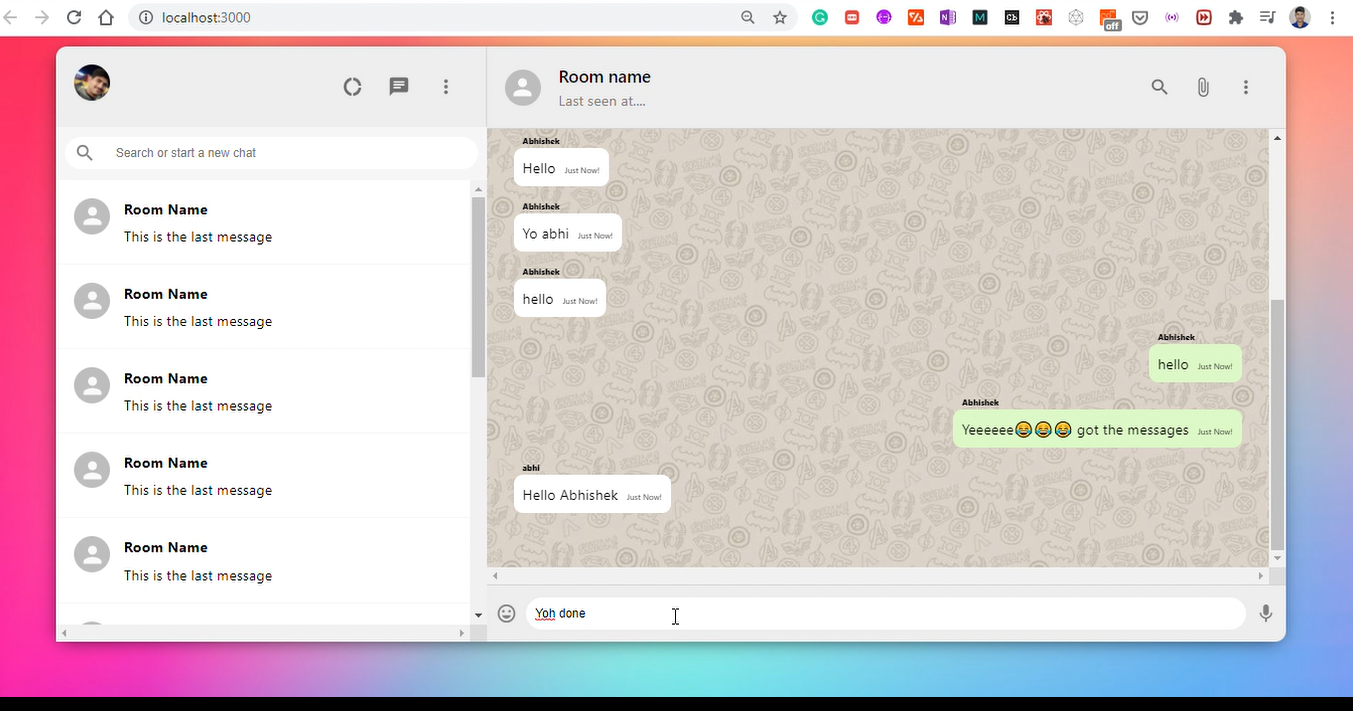 localhost:3000
off
Room name
Last seen at....
Search or start a new chat
Room Name
This is the last message
Room Name
This is the last message
Room Name
This is the last message
Room Name
This is the last message
Room Name
This is the last message
Abhishek
Hello Just Now!
Abhishek
Yo abhi Just Now!
Abhishek
hello Just Now!
Abhishek
hello Just Now!
Abhishek
Yeeeeee😂😂😂 got the messages Just Now!
abhi
Hello Abhishek Just Now!
Yoh done